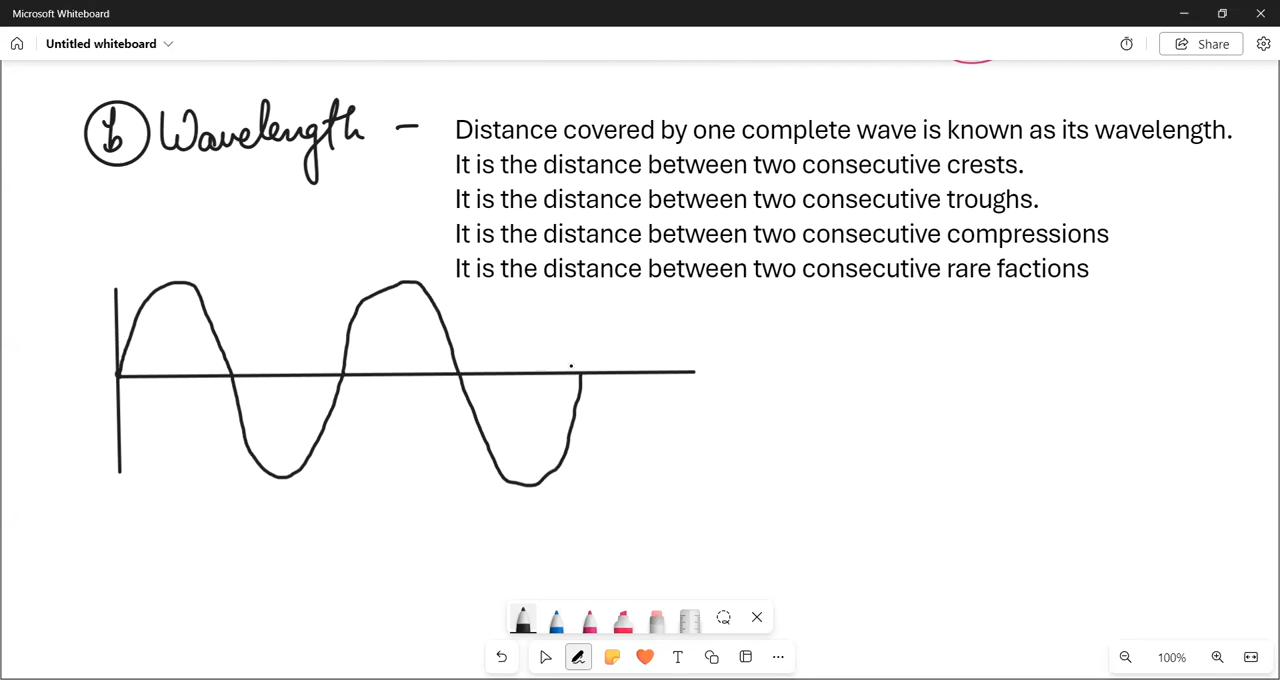 Microsoft Whiteboard
Untitled whiteboard
Share
b Wavelength - Distance covered by one complete wave is known as its wavelength.
It is the distance between two consecutive crests.
It is the distance between two consecutive troughs.
It is the distance between two consecutive compressions
It is the distance between two consecutive rare factions
100%